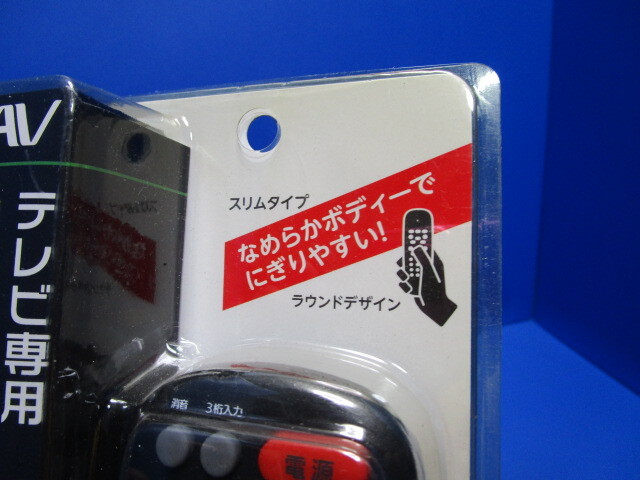 AV
テレビ専用
スリムタイプ
なめらかボディーで
にぎりやすい!
ラウンドデザイン
消音 3桁入力
電源